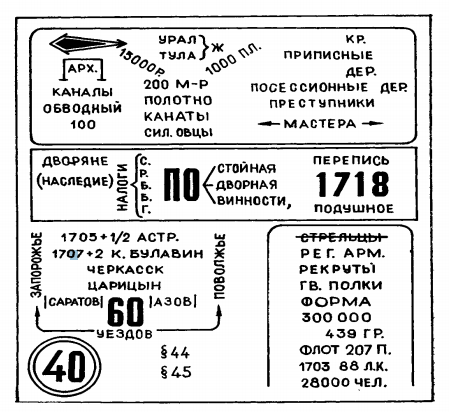 УРАЛ
ТУЛА } Ж
15000Р.
1000 ПЛ.
АРХ.
КАНАЛЫ
ОБВОДНЫЙ
100
200 М-Р
ПОЛОТНО
КАНАТЫ
СИЛ. ОВЦЫ
КР.
ПРИПИСНЫЕ
ДЕР.
ПОСЕССИОННЫЕ ДЕР.
ПРЕСТУПНИКИ
МАСТЕРА
ДВОРЯНЕ
(НАСЛЕДИЕ)
НАЛОГИ
С.
Р.
Б.
Б.
Г.
ПО
СТОЙНАЯ
ДВОРНАЯ
ВИННОСТИ,
ПЕРЕПИСЬ
1718
ПОДУШНОЕ
ЗАПОРОЖЬЕ
1705+1/2 АСТР.
1707+2 К. БУЛАВИН
ЧЕРКАССК
ЦАРИЦЫН
|САРАТОВ| 60 |АЗОВ|
УЕЗДОВ
ПОВОЛЖЬЕ
40
§44
§45
СТРЕЛЬЦЫ
РЕГ. АРМ.
РЕКРУТЫ
ГВ. ПОЛКИ
ФОРМА
300 000
439 ГР.
ФЛОТ 207 П.
1703 88 Л.К.
28000 ЧЕЛ.